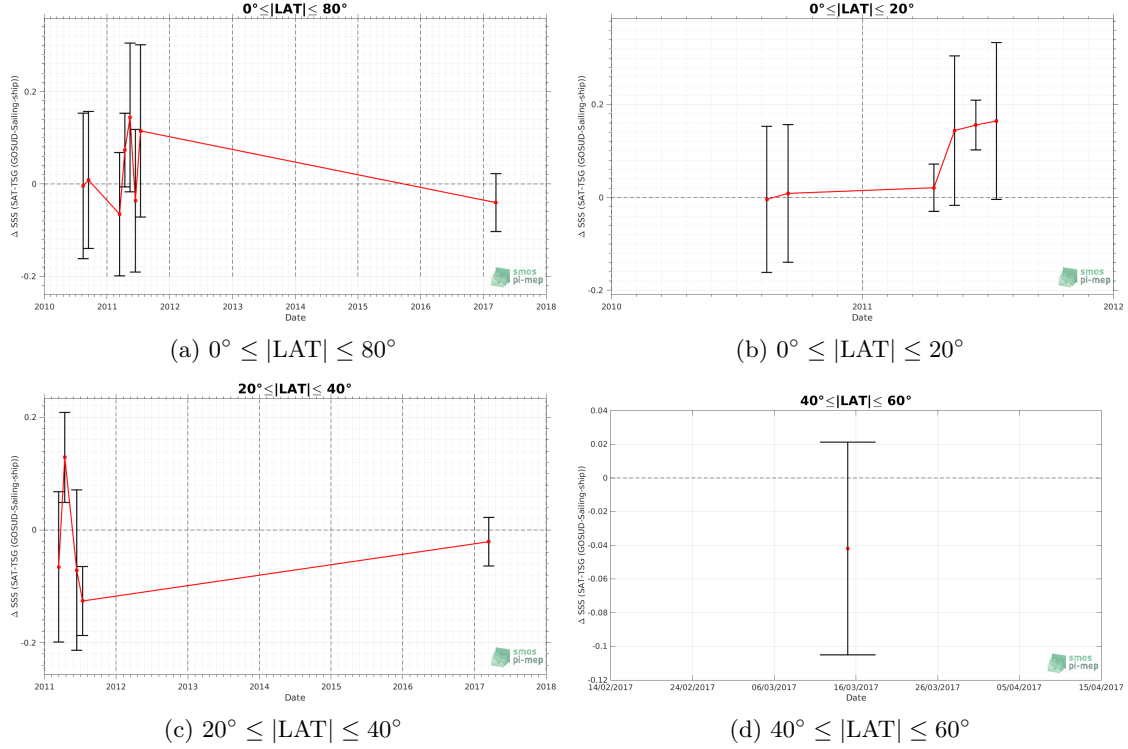 0°≤|LAT|≤ 80°
Δ SSS (SAT-TSG (GOSUD-Sailing-ship))
0.2
0
-0.2
2010 2011 2012 2013 2014 2015 2016 2017 2018
Date
smos
pi-mep
(a) 0° ≤ |LAT| ≤ 80°
0°≤|LAT|≤ 20°
Δ SSS (SAT-TSG (GOSUD-Sailing-ship))
0.2
0
-0.2
2010 2011 2012
Date
smos
pi-mep
(b) 0° ≤ |LAT| ≤ 20°
20°≤|LAT|≤ 40°
Δ SSS (SAT-TSG (GOSUD-Sailing-ship))
0.2
0
-0.2
2011 2012 2013 2014 2015 2016 2017 2018
Date
smos
pi-mep
(c) 20° ≤ |LAT| ≤ 40°
40°≤|LAT|≤ 60°
Δ SSS (SAT-TSG (GOSUD-Sailing-ship))
0.04
0.02
0
-0.02
-0.04
-0.06
-0.08
-0.1
-0.12
14/02/2017 24/02/2017 06/03/2017 16/03/2017 26/03/2017 05/04/2017 15/04/2017
Date
smos
pi-mep
(d) 40° ≤ |LAT| ≤ 60°